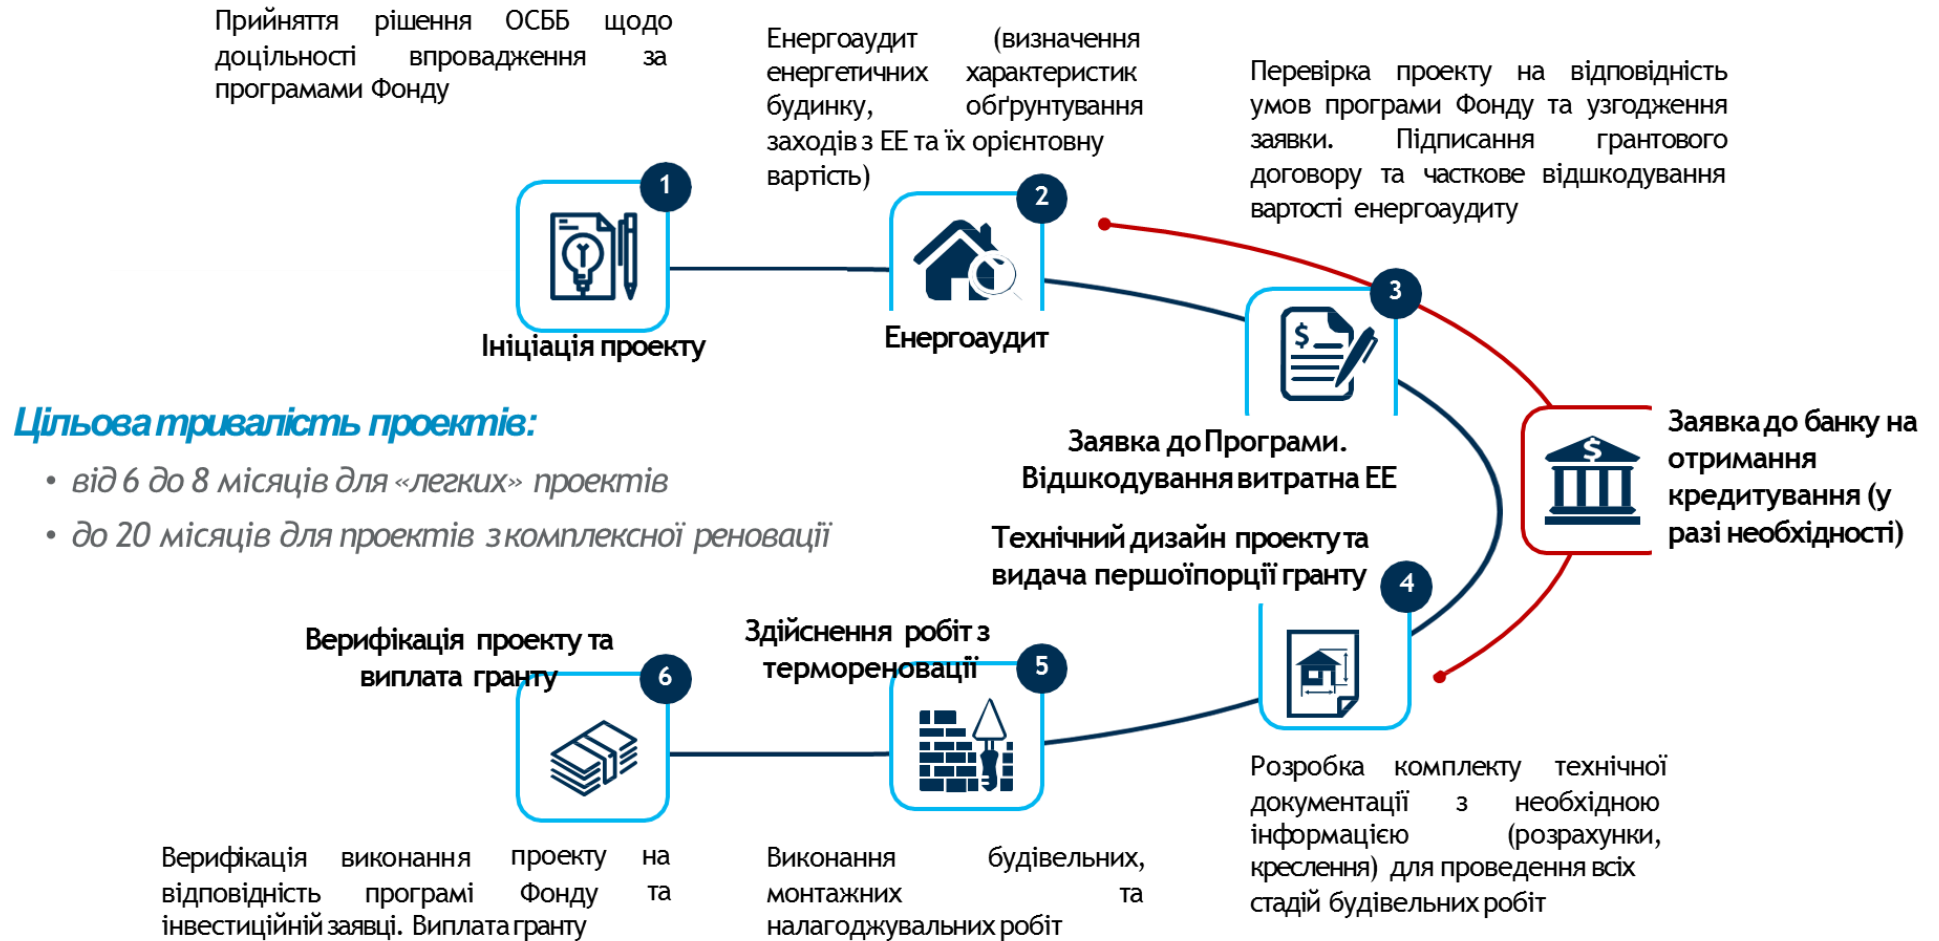 Прийняття рішення ОСББ щодо
доцільності впровадження за
програмами Фонду
1
Ініціація проекту
Енергоаудит (визначення
енергетичних характеристик
будинку, обґрунтування
заходів з ЕЕ та їх орієнтовну
вартість)
2
Енергоаудит
Перевірка проекту на відповідність
умов програми Фонду та узгодження
заявки. Підписання грантового
договору та часткове відшкодування
вартості енергоаудиту
3
Заявка до Програми.
Відшкодування витратна ЕЕ
Заявка до банку на
отримання
кредитування (у
разі необхідності)
Цільова тривалість проектів:
• від 6 до 8 місяців для «легких» проектів
• до 20 місяців для проектів з комплексної реновації
Технічний дизайн проекту та
видача першоїпорції гранту
4
Розробка комплекту технічної
документації з необхідною
інформацією (розрахунки,
креслення) для проведення всіх
стадій будівельних робіт
Здійснення робіт з
термореновації
5
Виконання будівельних,
монтажних та
налагоджувальних робіт
Верифікація проекту та
виплата гранту
6
Верифікація виконання проекту на
відповідність програмі Фонду та
інвестиційній заявці. Виплата гранту